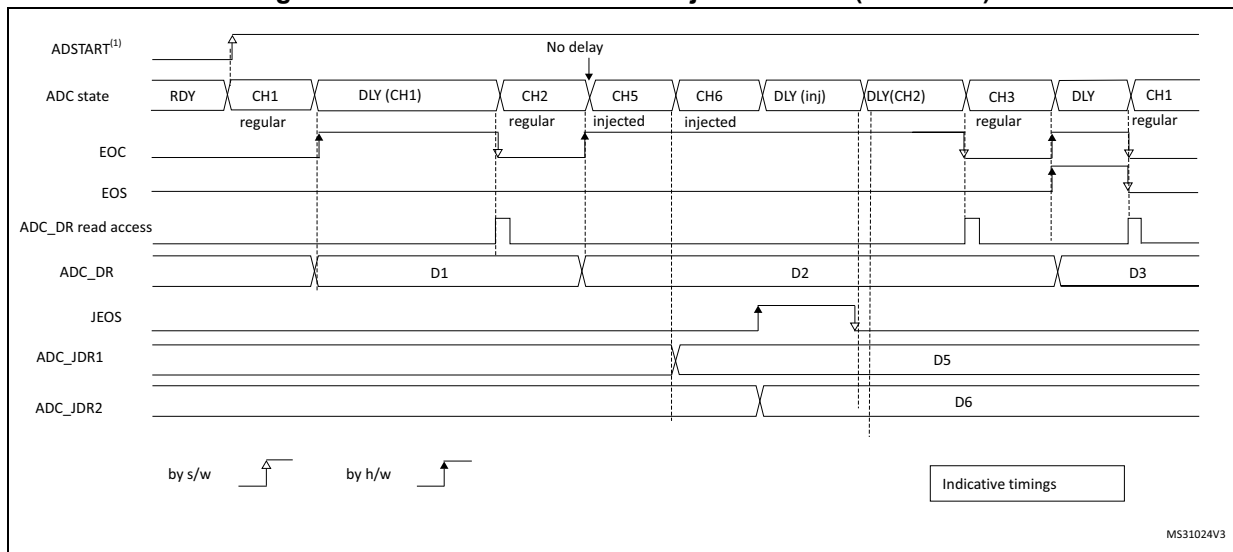 ADSTART(1)
No delay
ADC state RDY CH1 DLY (CH1) CH2 CH5 CH6 DLY (inj) DLY(CH2) CH3 DLY CH1
regular regular injected injected regular regular
EOC
EOS
ADC_DR read access
ADC_DR D1 D2 D3
JEOS
ADC_JDR1 D5
ADC_JDR2 D6
by s/w by h/w Indicative timings
MS31024V3